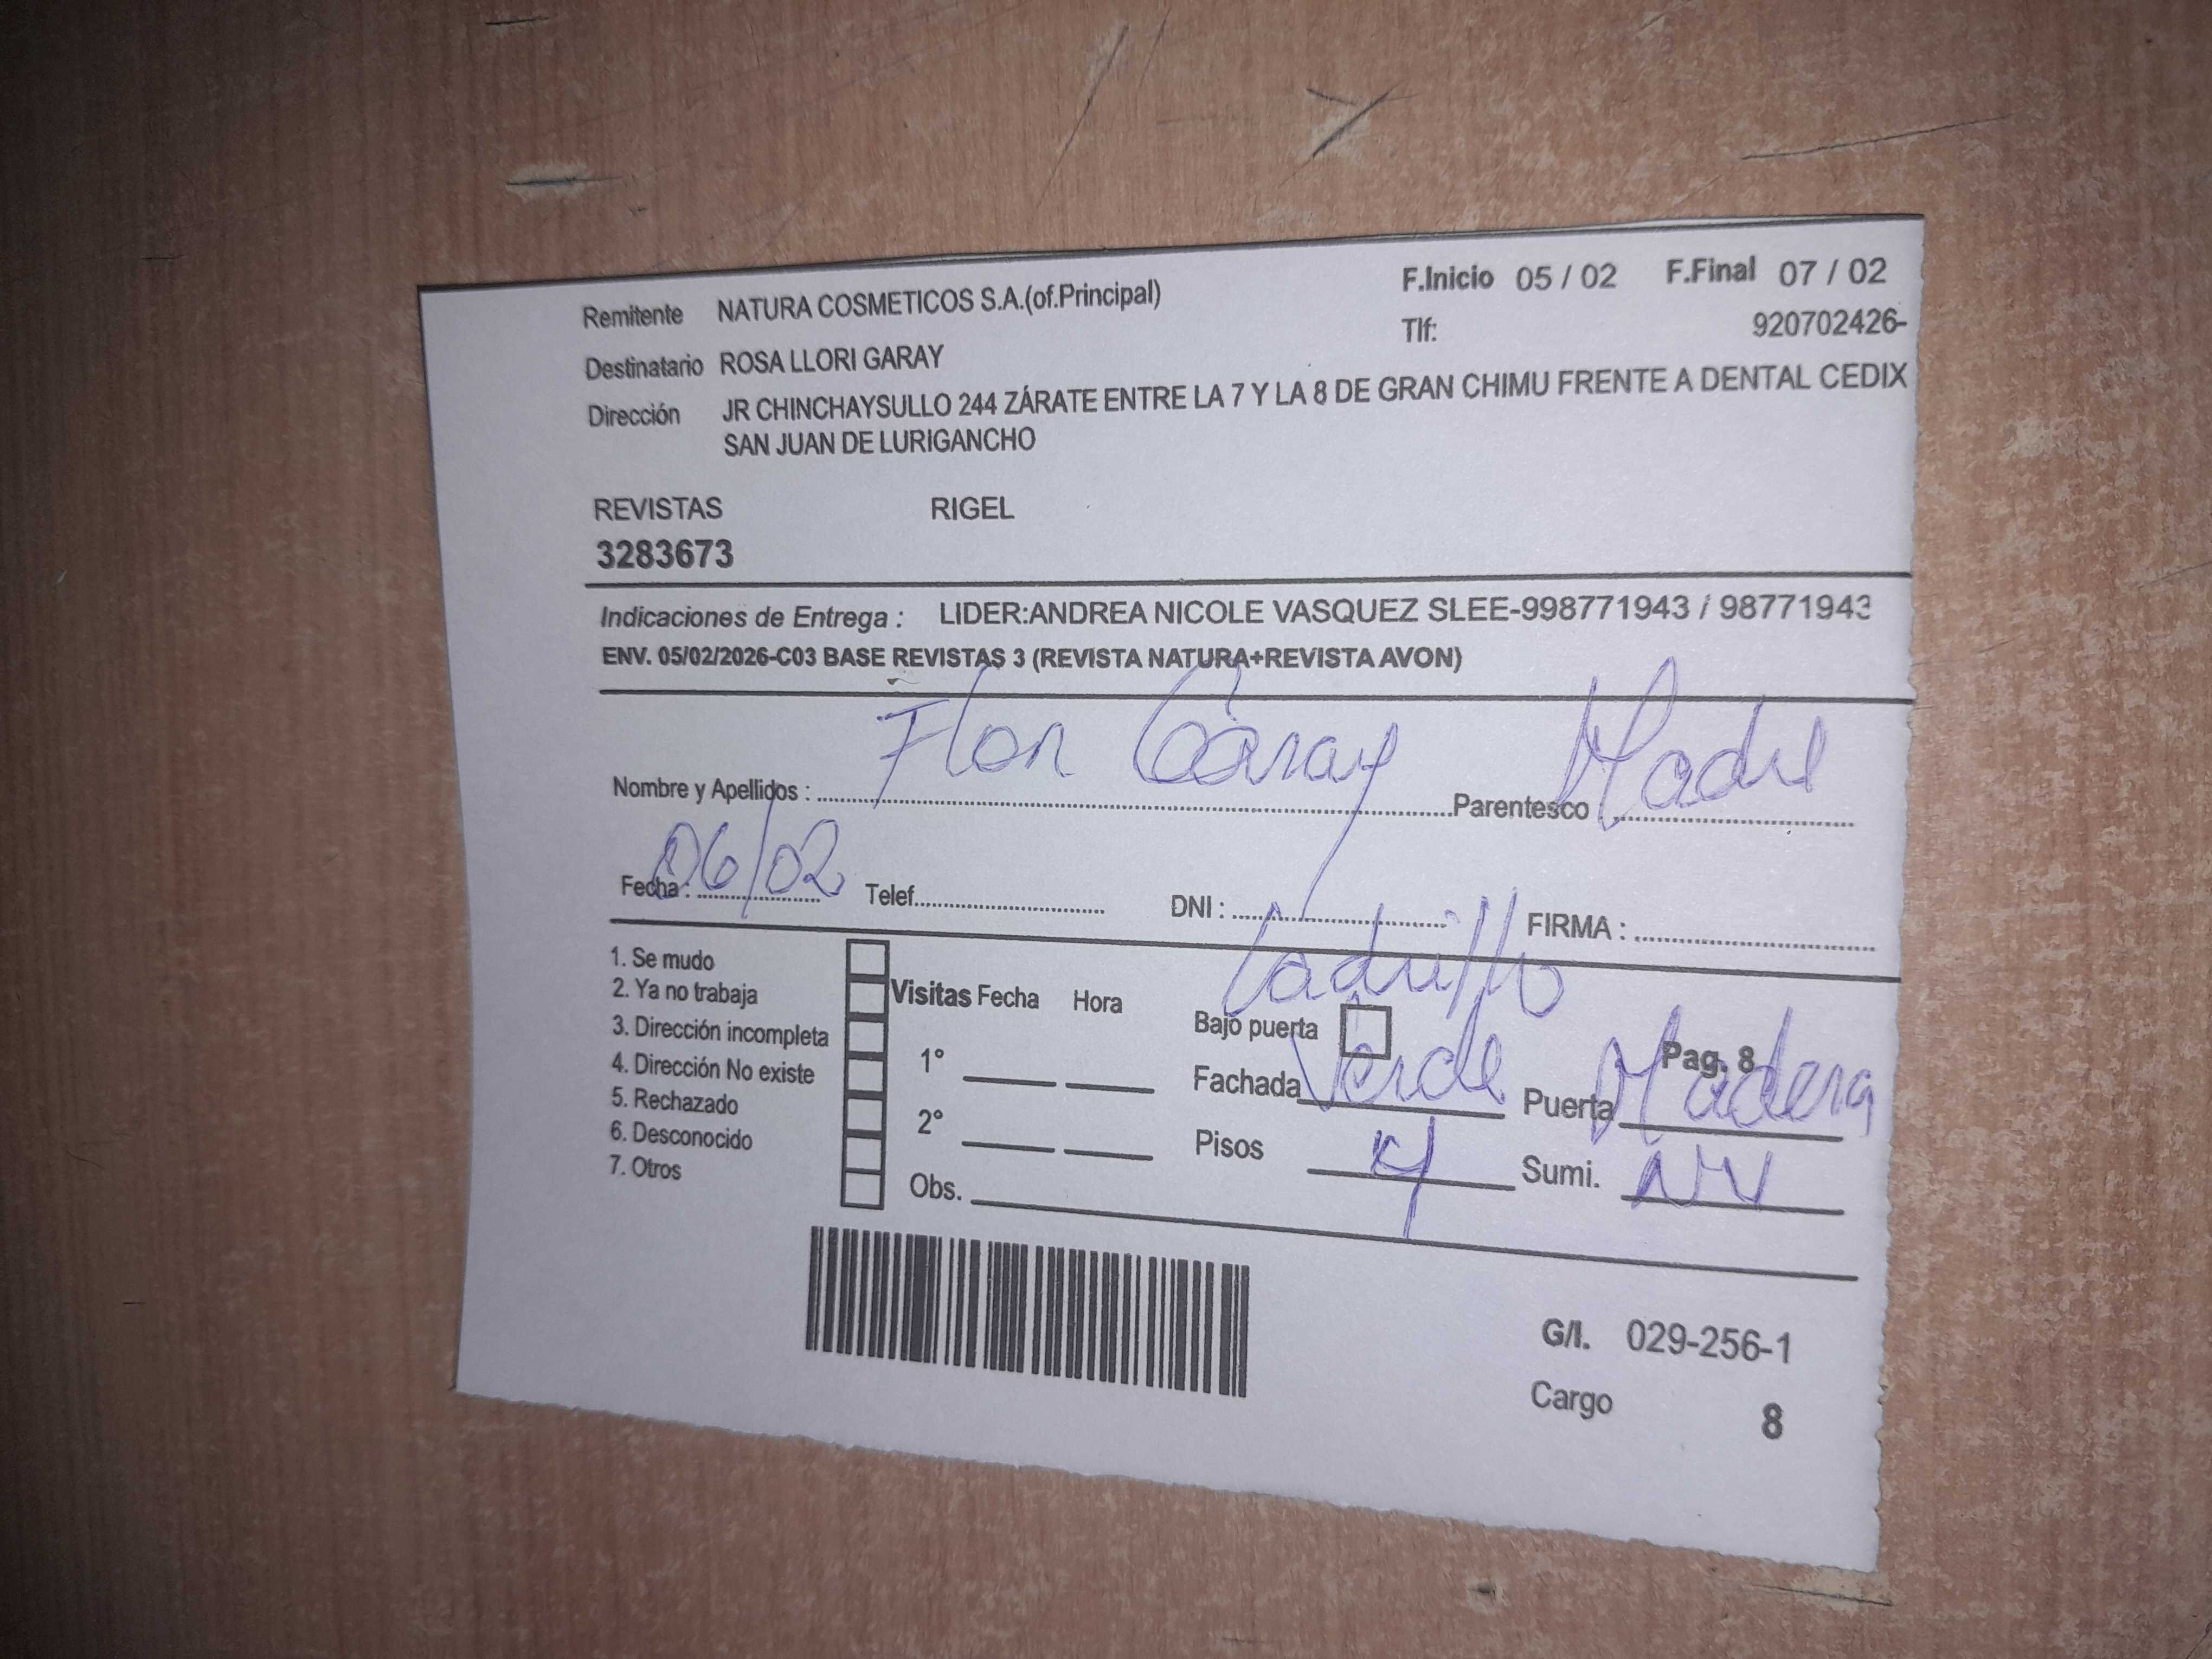 Remitente NATURA COSMETICOS S.A.(of.Principal) F.Inicio 05 / 02 F.Final 07 / 02
Tlf: 920702426-
Destinatario ROSA LLORI GARAY
Dirección JR CHINCHAYSULLO 244 ZÁRATE ENTRE LA 7 Y LA 8 DE GRAN CHIMU FRENTE A DENTAL CEDIX
SAN JUAN DE LURIGANCHO
REVISTAS RIGEL
3283673
Indicaciones de Entrega : LIDER:ANDREA NICOLE VASQUEZ SLEE-998771943 / 98771943
ENV. 05/02/2026-C03 BASE REVISTAS 3 (REVISTA NATURA+REVISTA AVON)
Nombre y Apellidos : Flor Garay Parentesco Madre
Fecha : 06/02 Telef. DNI : FIRMA :
Ladrillo
1. Se mudo
2. Ya no trabaja Visitas Fecha Hora Bajo puerta
3. Dirección incompleta 1° Pag. 8
4. Dirección No existe Fachada Verde Puerta Madera
5. Rechazado 2°
6. Desconocido Pisos 4 Sumi. NV
7. Otros Obs.
G/I. 029-256-1
Cargo 8